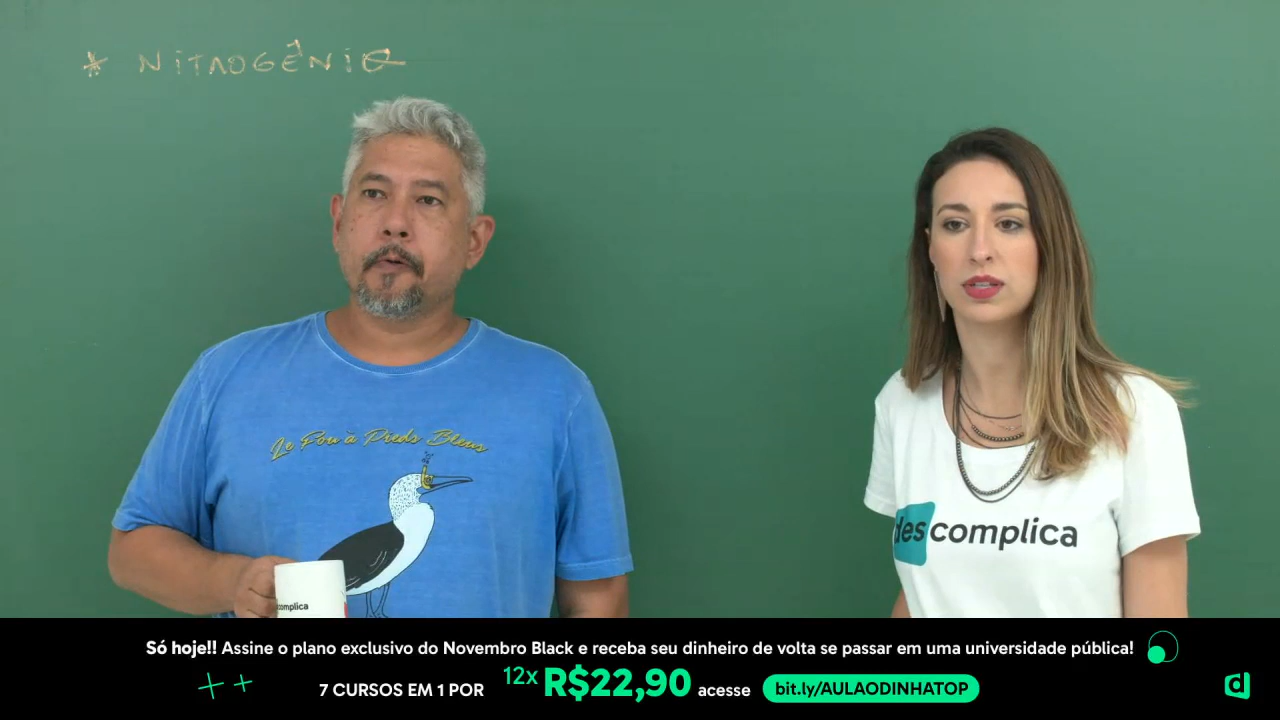 * NITROGÊNIO
Le Fou à Pieds Bleus
descomplica
complica
Só hoje!! Assine o plano exclusivo do Novembro Black e receba seu dinheiro de volta se passar em uma universidade pública!
7 CURSOS EM 1 POR 12x R$22,90 acesse bit.ly/AULAODINHATOP
d